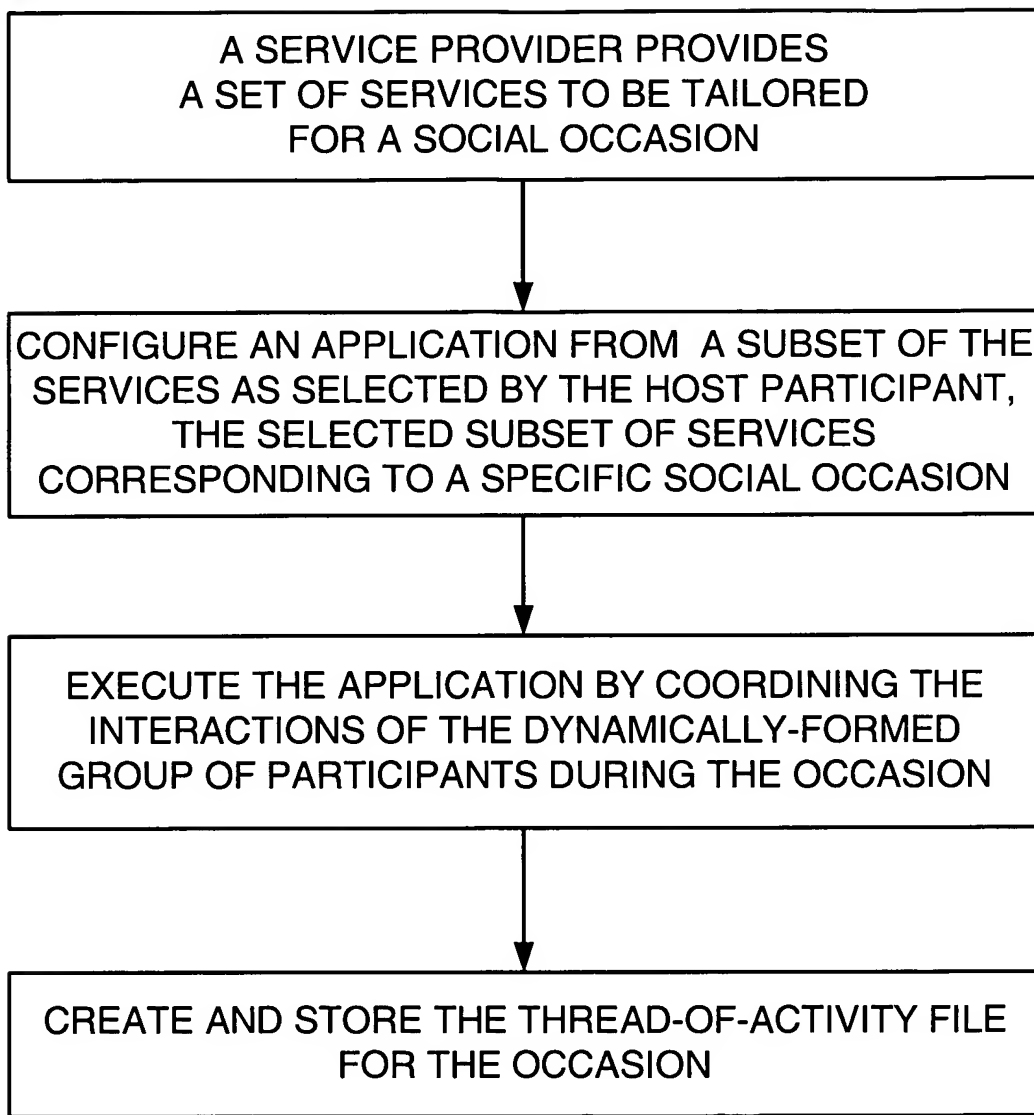 A SERVICE PROVIDER PROVIDES
A SET OF SERVICES TO BE TAILORED
FOR A SOCIAL OCCASION
CONFIGURE AN APPLICATION FROM A SUBSET OF THE
SERVICES AS SELECTED BY THE HOST PARTICIPANT,
THE SELECTED SUBSET OF SERVICES
CORRESPONDING TO A SPECIFIC SOCIAL OCCASION
EXECUTE THE APPLICATION BY COORDINING THE
INTERACTIONS OF THE DYNAMICALLY-FORMED
GROUP OF PARTICIPANTS DURING THE OCCASION
CREATE AND STORE THE THREAD-OF-ACTIVITY FILE
FOR THE OCCASION